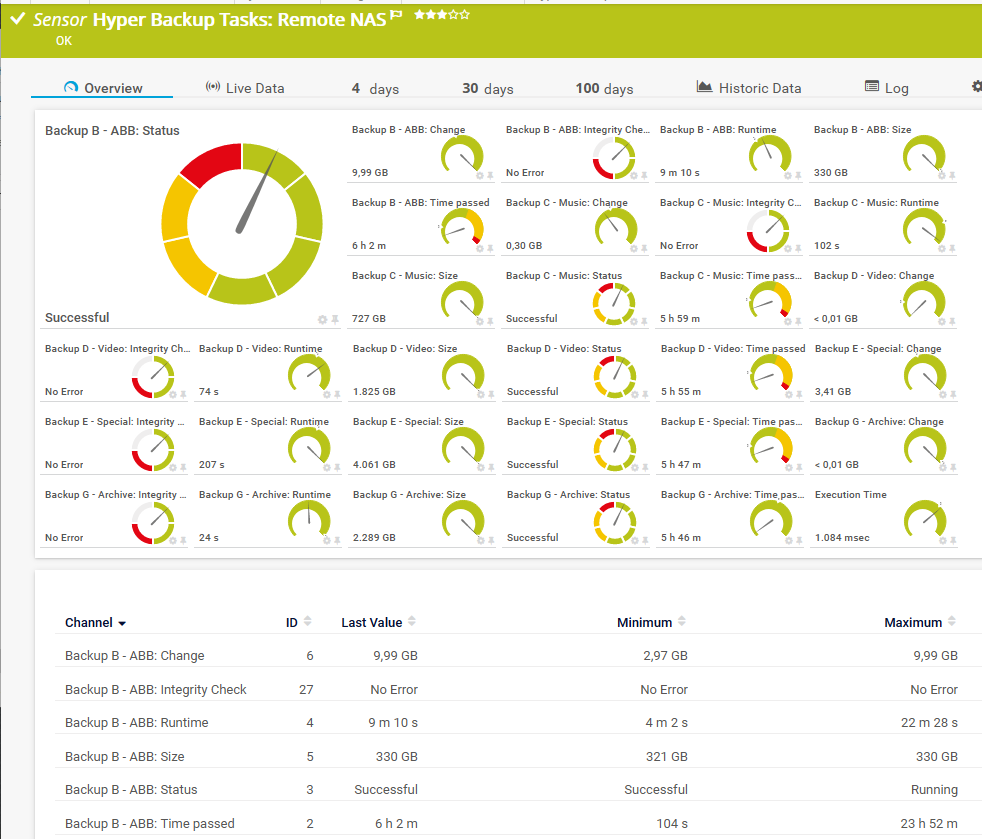 Sensor Hyper Backup Tasks: Remote NAS
OK
Overview
Live Data
4 days
30 days
100 days
Historic Data
Log
Backup B - ABB: Status
Successful
Backup B - ABB: Change
9,99 GB
Backup B - ABB: Integrity Che...
No Error
Backup B - ABB: Runtime
9 m 10 s
Backup B - ABB: Size
330 GB
Backup B - ABB: Time passed
6 h 2 m
Backup C - Music: Change
0,30 GB
Backup C - Music: Integrity C...
No Error
Backup C - Music: Runtime
102 s
Backup C - Music: Size
727 GB
Backup C - Music: Status
Successful
Backup C - Music: Time pass...
5 h 59 m
Backup D - Video: Change
< 0,01 GB
Backup D - Video: Integrity Ch...
No Error
Backup D - Video: Runtime
74 s
Backup D - Video: Size
1.825 GB
Backup D - Video: Status
Successful
Backup D - Video: Time passed
5 h 55 m
Backup E - Special: Change
3,41 GB
Backup E - Special: Integrity ...
No Error
Backup E - Special: Runtime
207 s
Backup E - Special: Size
4.061 GB
Backup E - Special: Status
Successful
Backup E - Special: Time pas...
5 h 47 m
Backup G - Archive: Change
< 0,01 GB
Backup G - Archive: Integrity ...
No Error
Backup G - Archive: Runtime
24 s
Backup G - Archive: Size
2.289 GB
Backup G - Archive: Status
Successful
Backup G - Archive: Time pas...
5 h 46 m
Execution Time
1.084 msec
Channel ID Last Value Minimum Maximum
Backup B - ABB: Change 6 9,99 GB 2,97 GB 9,99 GB
Backup B - ABB: Integrity Check 27 No Error No Error No Error
Backup B - ABB: Runtime 4 9 m 10 s 4 m 2 s 22 m 28 s
Backup B - ABB: Size 5 330 GB 321 GB 330 GB
Backup B - ABB: Status 3 Successful Successful Running
Backup B - ABB: Time passed 2 6 h 2 m 104 s 23 h 52 m